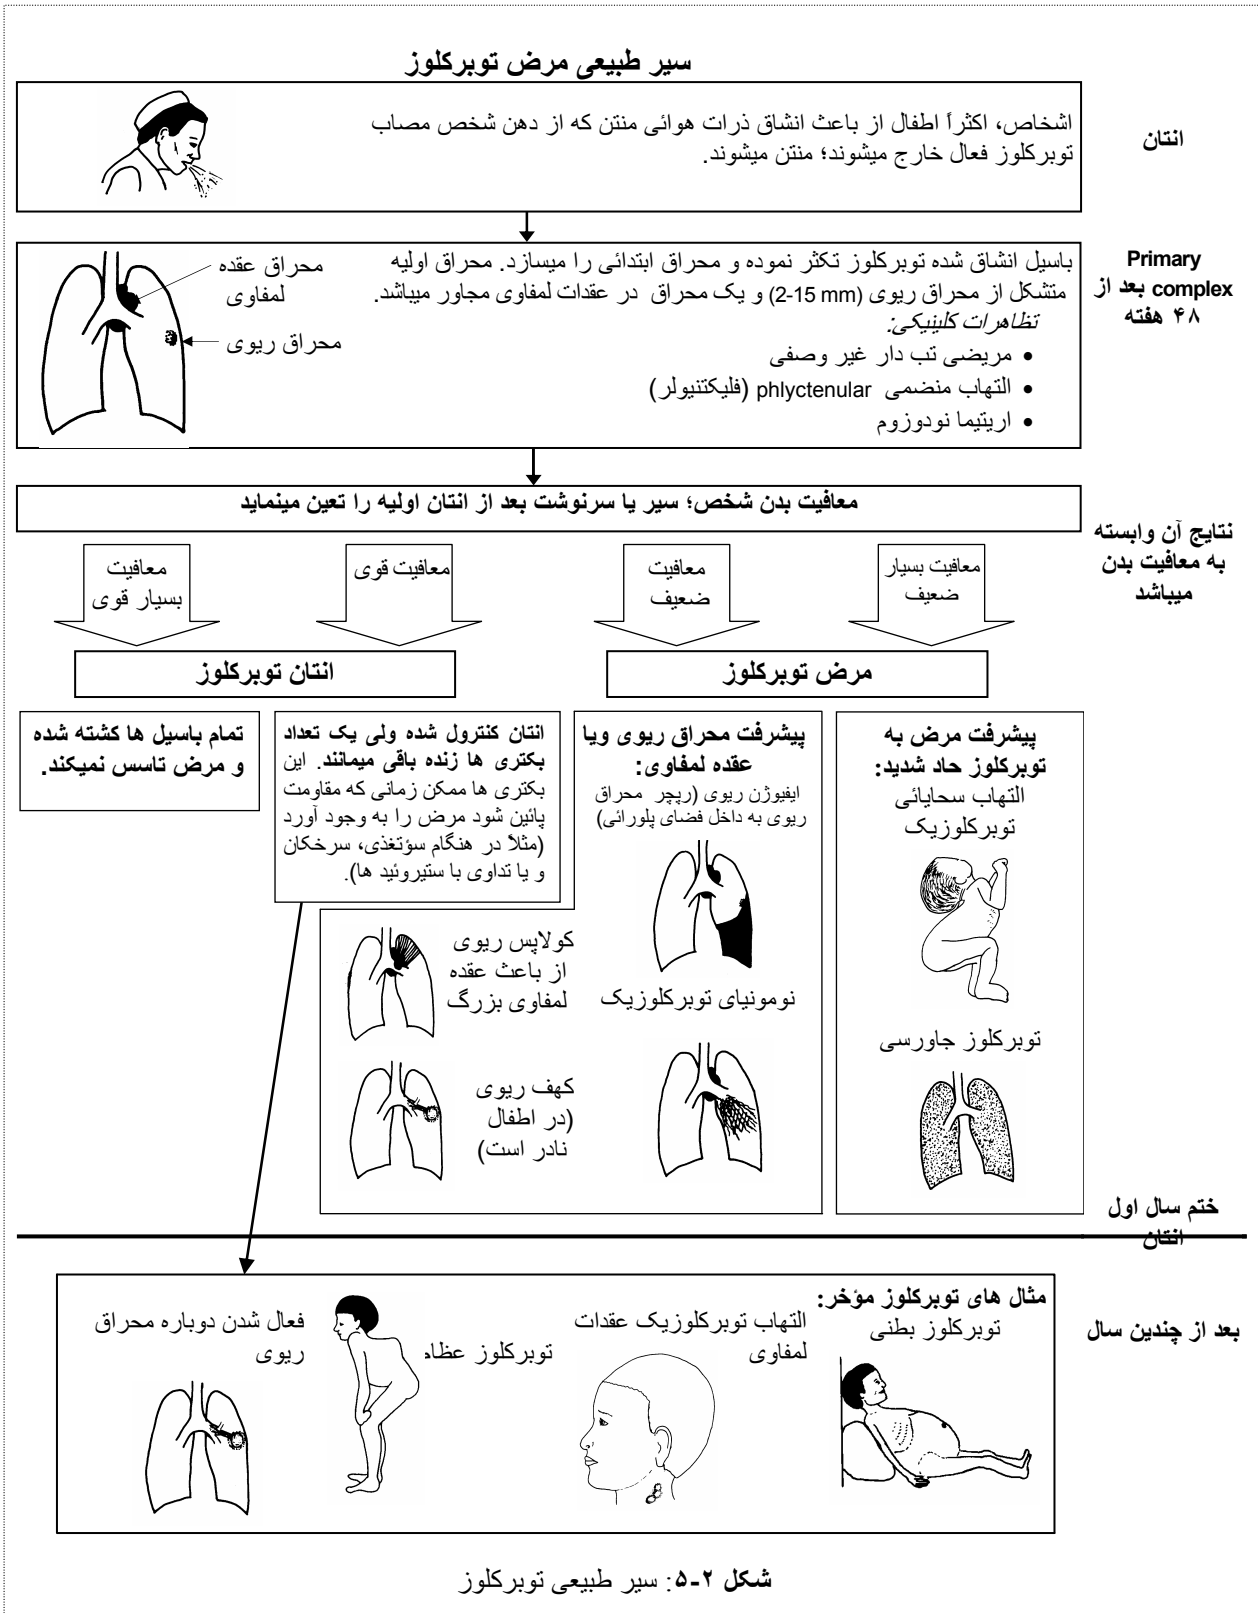 سیر طبیعی مرض توبرکلوز
انتان
اشخاص، اکثراً اطفال از باعث انشاق ذرات هوائی منتن که از دهن شخص مصاب
توبرکلوز فعال خارج میشوند؛ منتن میشوند.
Primary
complex بعد از
۴۸ هفته
باسیل انشاق شده توبرکلوز تکثر نموده و محراق ابتدائی را میسازد. محراق اولیه
متشکل از محراق ریوی (2-15 mm) و یک محراق در عقدات لمفاوی مجاور میباشد.
تظاهرات کلینیکی:
• مریضی تب دار غیر وصفی
• التهاب منضمی phlyctenular (فلیکتنیولر)
• اریتیما نودوزوم
محراق عقده
لمفاوی
محراق ریوی
نتایج آن وابسته
به معافیت بدن
میباشد
معافیت بدن شخص؛ سیر یا سرنوشت بعد از انتان اولیه را تعین مینماید
معافیت بسیار
ضعیف
معافیت
ضعیف
معافیت قوی
معافیت
بسیار قوی
مرض توبرکلوز
انتان توبرکلوز
پیشرفت مرض به
توبرکلوز حاد شدید:
التهاب سحایائی
توبرکلوزیک
توبرکلوز جاورسی
پیشرفت محراق ریوی ویا
عقده لمفاوی:
ایفیوژن ریوی (رپچر محراق
ریوی به داخل فضای پلورائی)
نومونیای توبرکلوزیک
کولاپس ریوی
از باعث عقده
لمفاوی بزرگ
کهف ریوی
(در اطفال
نادر است)
انتان کنترول شده ولی یک تعداد
بکتری ها زنده باقی میمانند. این
بکتری ها ممکن زمانی که مقاومت
پائین شود مرض را به وجود آورد
(مثلاً در هنگام سؤتغذی، سرخکان
و یا تداوی با ستیروئید ها).
تمام باسیل ها کشته شده
و مرض تاسس نمیکند.
ختم سال اول
انتان
بعد از چندین سال
مثال های توبرکلوز مؤخر:
توبرکلوز بطنی
التهاب توبرکلوزیک عقدات
لمفاوی
توبرکلوز عظام
فعال شدن دوباره محراق
ریوی
شکل ۲-۵: سیر طبیعی توبرکلوز